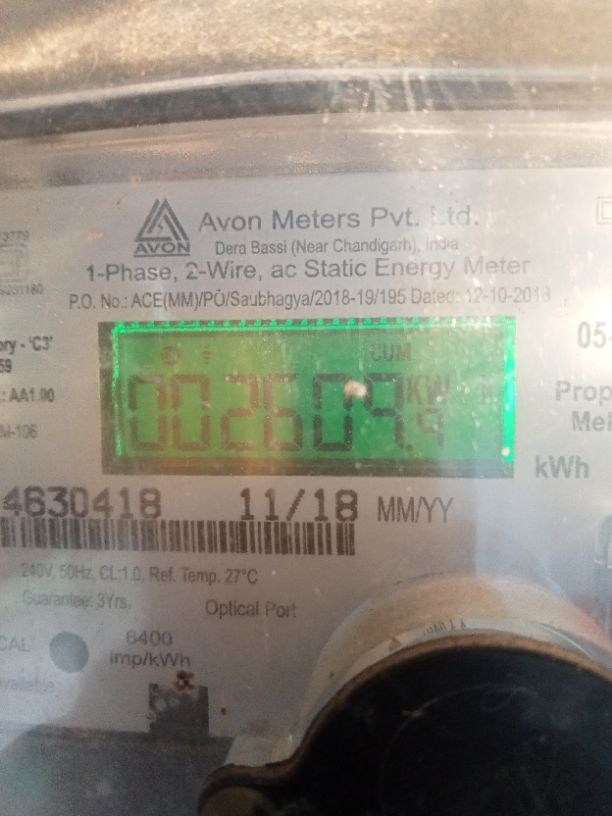 AVON
Avon Meters Pvt. Ltd.
Dera Bassi (Near Chandigarh), India
1-Phase, 2-Wire, ac Static Energy Meter
P.O. No.: ACE(MM)/PO/Saubhagya/2018-19/195 Dated: 12-10-2018
CUM
002609.9 KW
kWh
4630418 11/18 MM/YY
240V, 50Hz, CL:1.0, Ref. Temp. 27°C
Guarantee: 3Yrs.
Optical Port
CAL
6400
imp/kWh